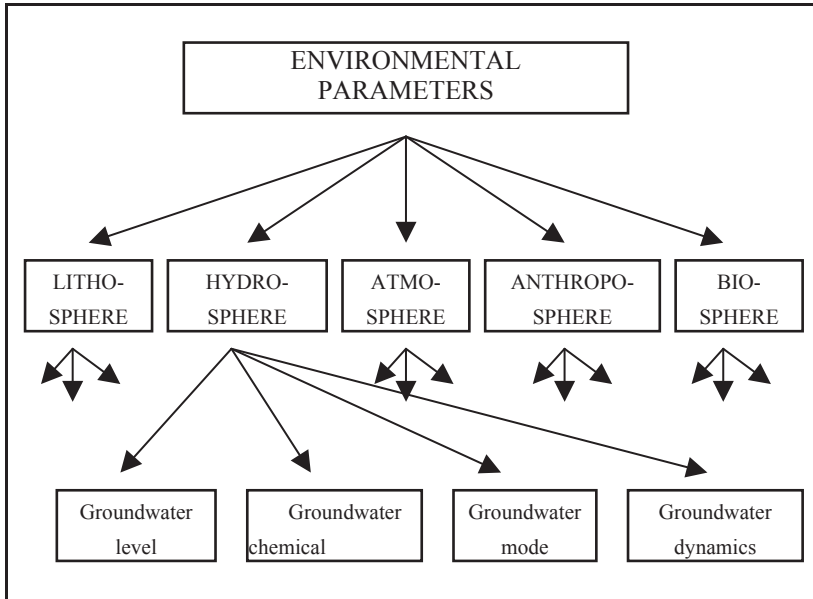 ENVIRONMENTAL
PARAMETERS
LITHO-
SPHERE
HYDRO-
SPHERE
ATMO-
SPHERE
ANTHROPO-
SPHERE
BIO-
SPHERE
Groundwater
level
Groundwater
chemical
Groundwater
mode
Groundwater
dynamics